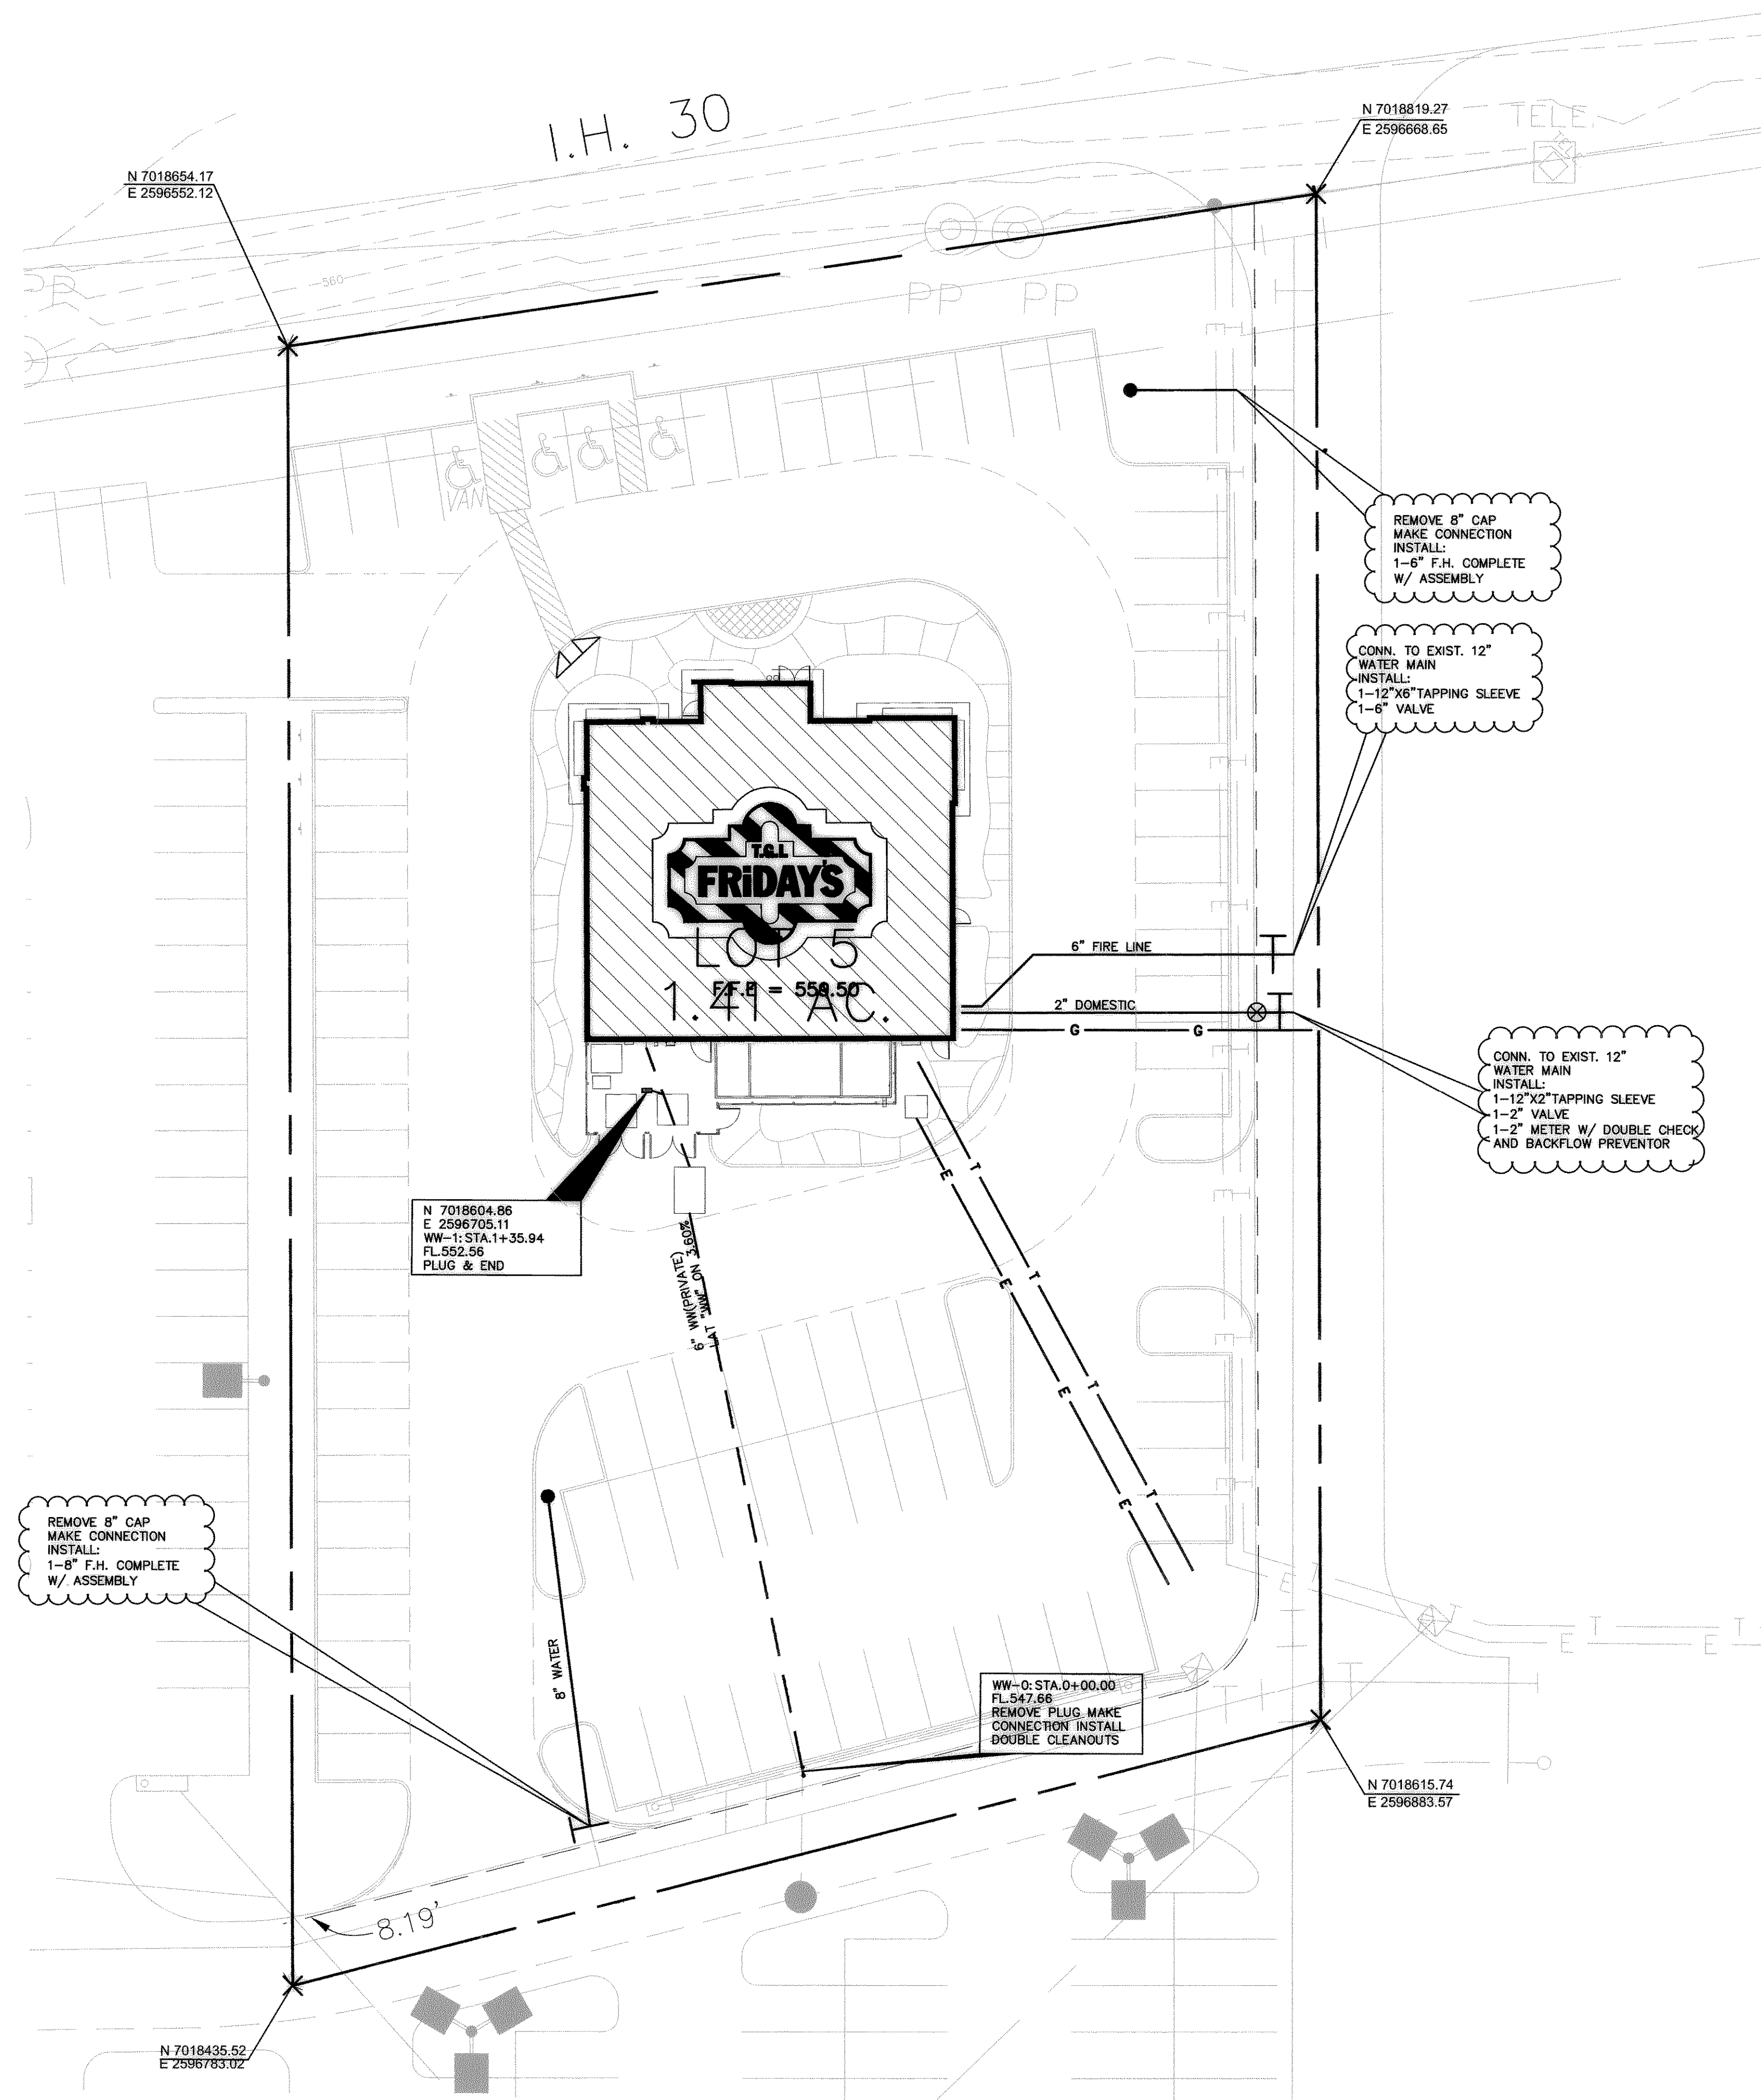 I.H. 30
N 7018819.27
E 2596668.65
TELE.
N 7018654.17
E 2596552.12
560
PP
PP
PP
VAN
REMOVE 8" CAP
MAKE CONNECTION
INSTALL:
1-6" F.H. COMPLETE
W/ ASSEMBLY
CONN. TO EXIST. 12"
WATER MAIN
INSTALL:
1-12"X6"TAPPING SLEEVE
1-6" VALVE
T.G.I.
FRiDAY'S
LOT 5
F.F.E = 559.50
1.41 AC.
6" FIRE LINE
2" DOMESTIC
G G
CONN. TO EXIST. 12"
WATER MAIN
INSTALL:
1-12"X2"TAPPING SLEEVE
1-2" VALVE
1-2" METER W/ DOUBLE CHECK
AND BACKFLOW PREVENTOR
N 7018604.86
E 2596705.11
WW-1: STA.1+35.94
FL.552.56
PLUG & END
6" WW(PRIVATE)
LAT "WW" ON 3.60%
E T
E T
E T
E T
REMOVE 8" CAP
MAKE CONNECTION
INSTALL:
1-8" F.H. COMPLETE
W/ ASSEMBLY
8" WATER
WW-0: STA.0+00.00
FL.547.66
REMOVE PLUG MAKE
CONNECTION INSTALL
DOUBLE CLEANOUTS
E T
T T
E E
N 7018615.74
E 2596883.57
8.19'
N 7018435.52
E 2596783.02